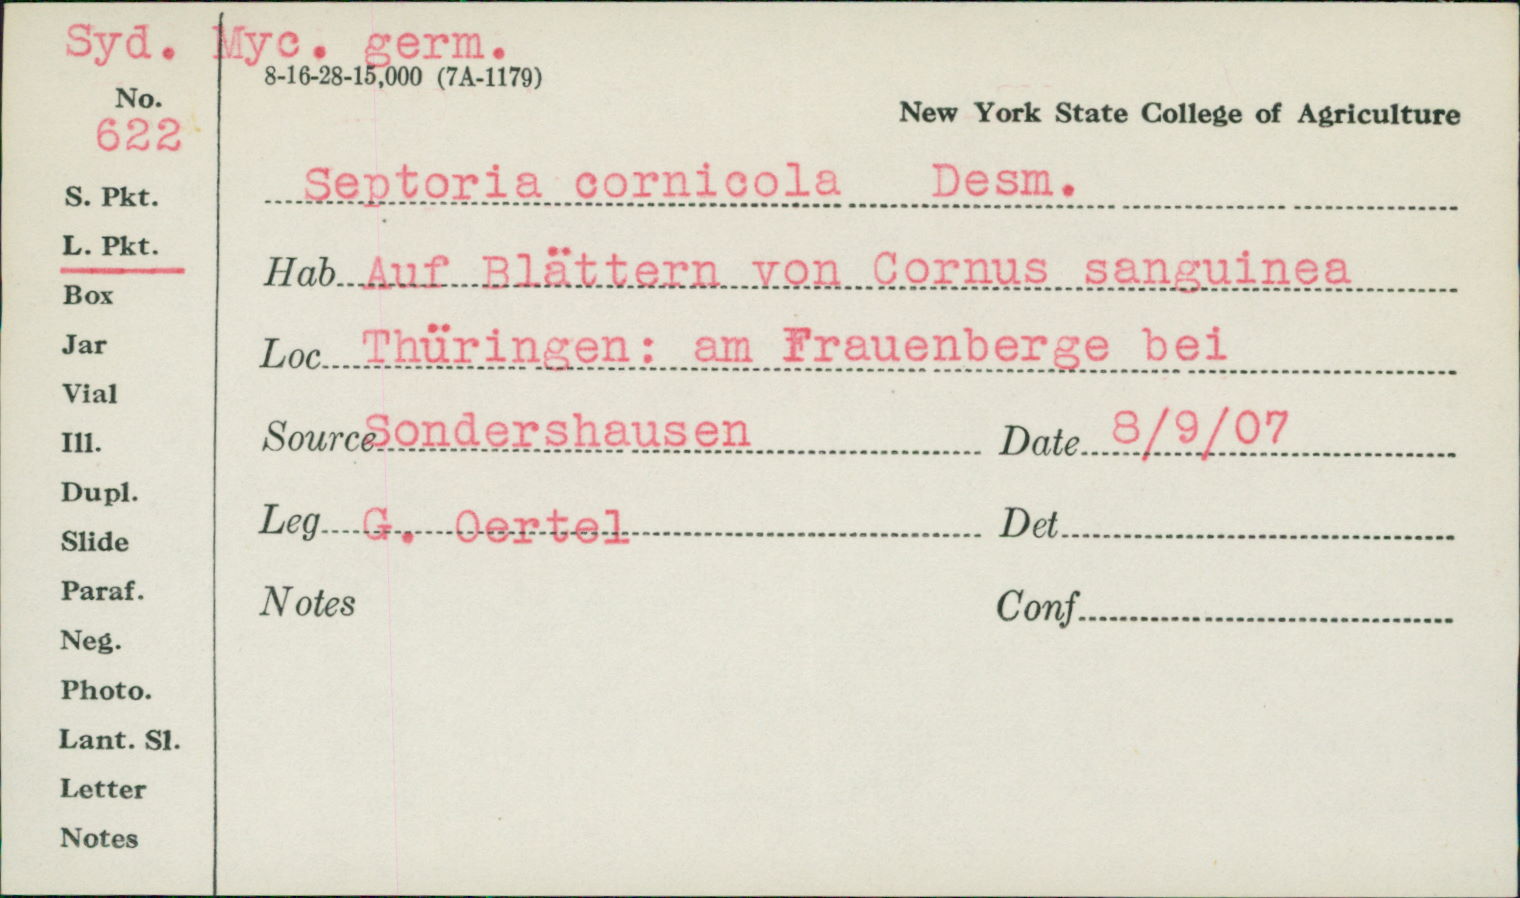 Syd. Myc. germ.
8-16-28-15,000 (7A-1179)
No.
622
New York State College of Agriculture
S. Pkt.
L. Pkt.
Box
Jar
Vial
Ill.
Dupl.
Slide
Paraf.
Neg.
Photo.
Lant. Sl.
Letter
Notes
Septoria cornicola Desm.
Hab. Auf Blättern von Cornus sanguinea
Loc. Thüringen: am Frauenberge bei
Source Sondershausen Date 8/9/07
Leg. G. Oertel Det.
Notes Conf.